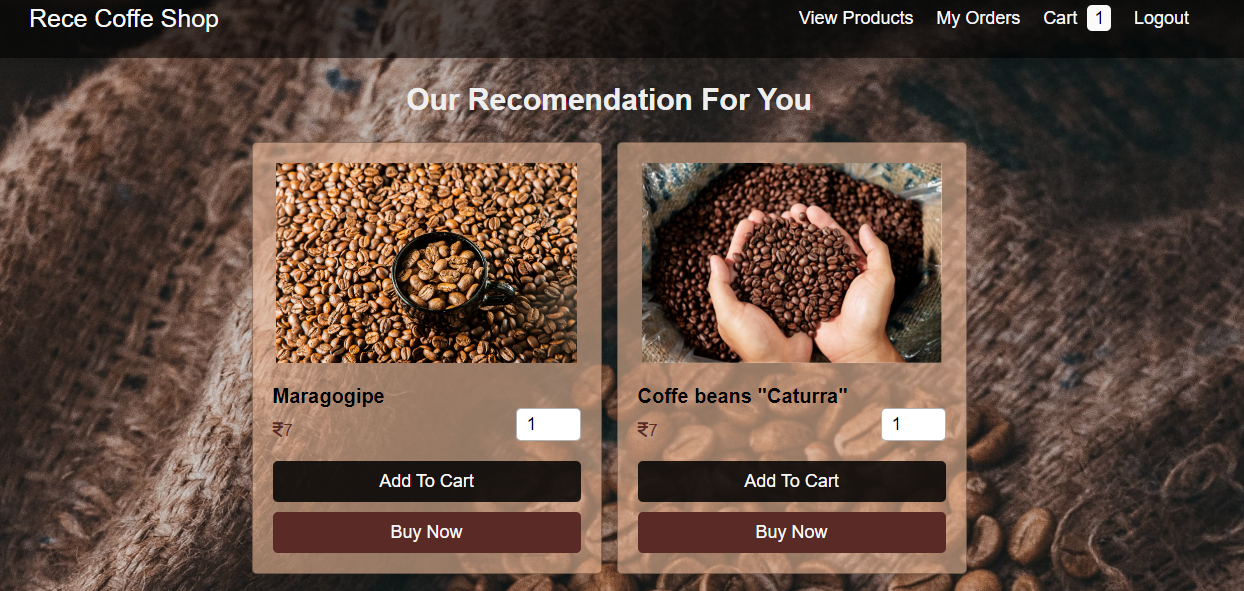 Rece Coffe Shop
View Products My Orders Cart 1 Logout
Our Recomendation For You
Maragogipe
₹7
1
Add To Cart
Buy Now
Coffe beans "Caturra"
₹7
1
Add To Cart
Buy Now